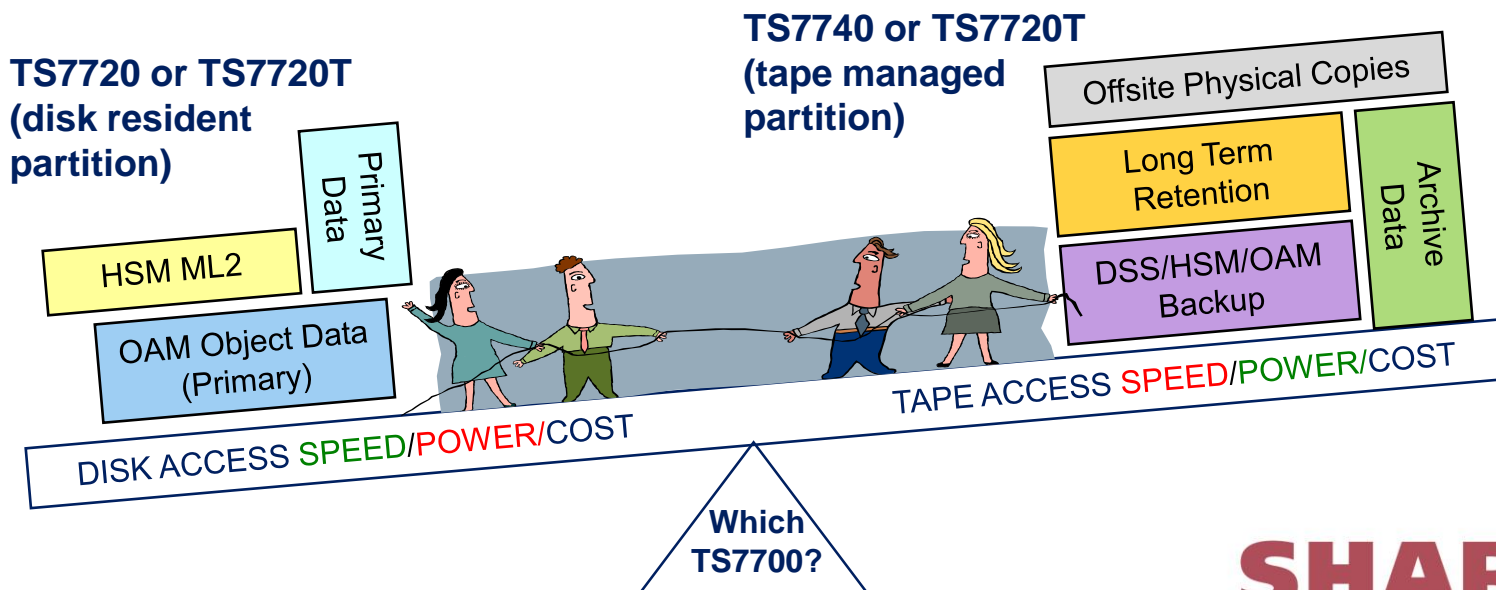 TS7720 or TS7720T
(disk resident
partition)
Primary
Data
HSM ML2
OAM Object Data
(Primary)
DISK ACCESS SPEED/POWER/COST
TS7740 or TS7720T
(tape managed
partition)
Offsite Physical Copies
Long Term
Retention
Archive
Data
DSS/HSM/OAM
Backup
TAPE ACCESS SPEED/POWER/COST
Which
TS7700?